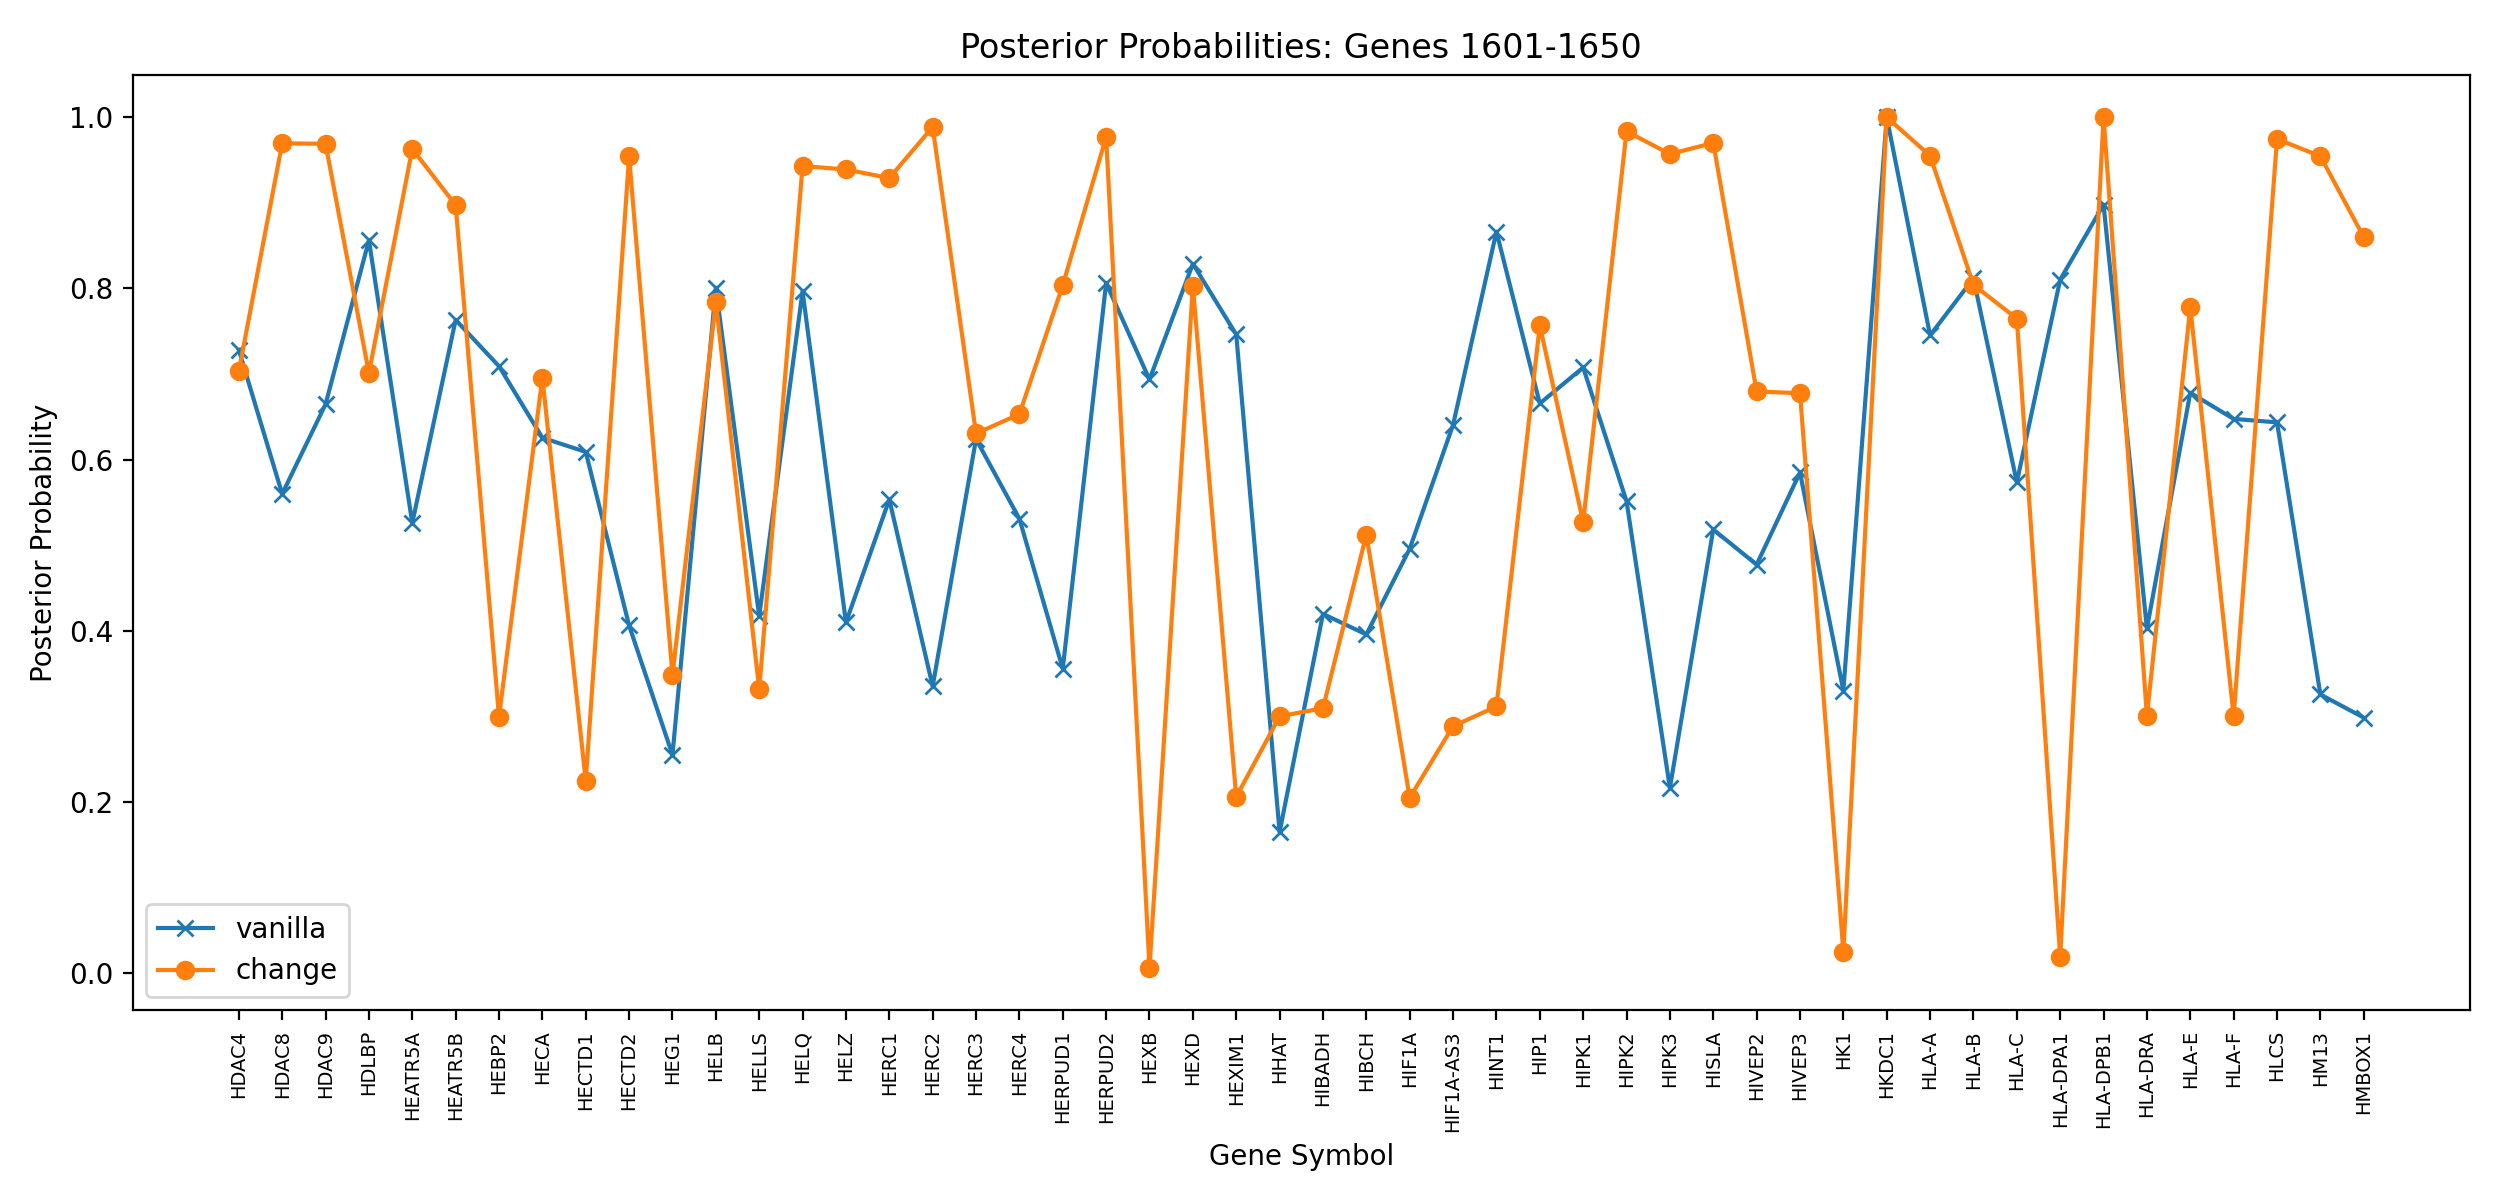 Posterior Probabilities: Genes 1601-1650
Posterior Probability
1.0
0.8
0.6
0.4
0.2
0.0
vanilla
change
HDAC4
HDAC8
HDAC9
HDLBP
HEATR5A
HEATR5B
HEBP2
HECA
HECTD1
HECTD2
HEG1
HELB
HELLS
HELQ
HELZ
HERC1
HERC2
HERC3
HERC4
HERPUD1
HERPUD2
HEXB
HEXD
HEXIM1
HHAT
HIBADH
HIBCH
HIF1A
HIF1A-AS3
HINT1
HIP1
HIPK1
HIPK2
HIPK3
HISLA
HIVEP2
HIVEP3
HK1
HKDC1
HLA-A
HLA-B
HLA-C
HLA-DPA1
HLA-DPB1
HLA-DRA
HLA-E
HLA-F
HLCS
HM13
HMBOX1
Gene Symbol